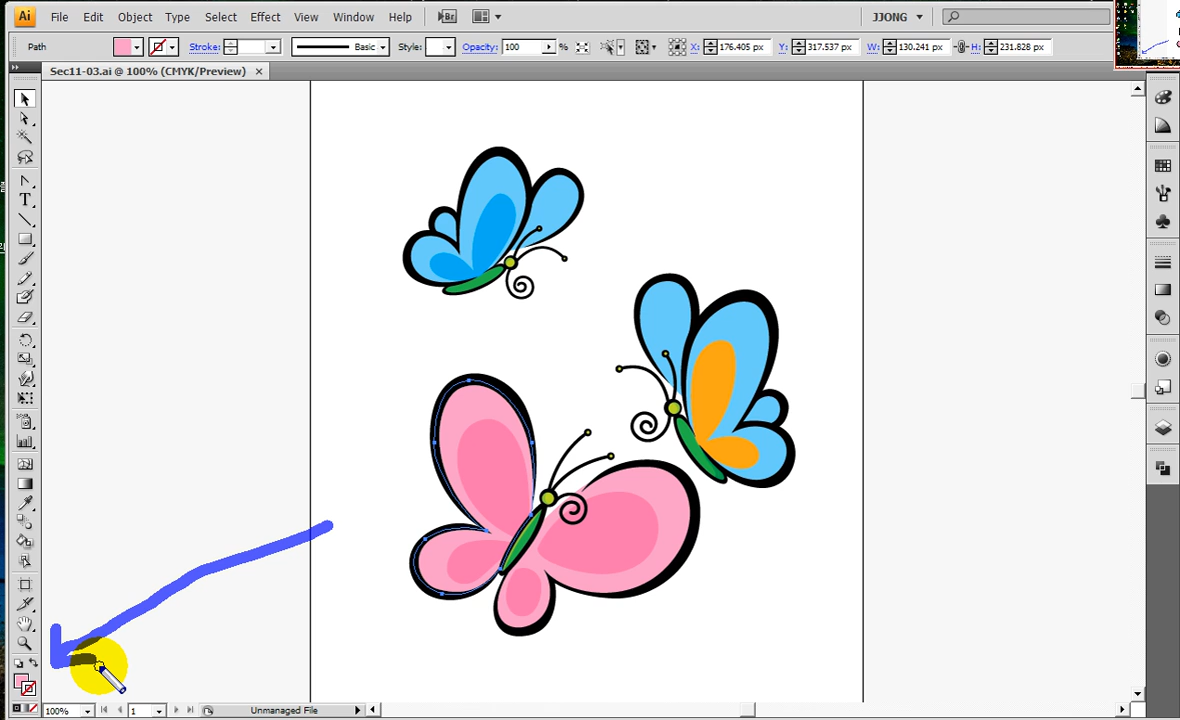 Ai File Edit Object Type Select Effect View Window Help Br JJONG
Path Stroke: Basic Style: Opacity: 100 % X: 176.405 px Y: 317.537 px W: 130.241 px H: 231.828 px
Sec11-03.ai @ 100% (CMYK/Preview)
T
100% 1 Unmanaged File